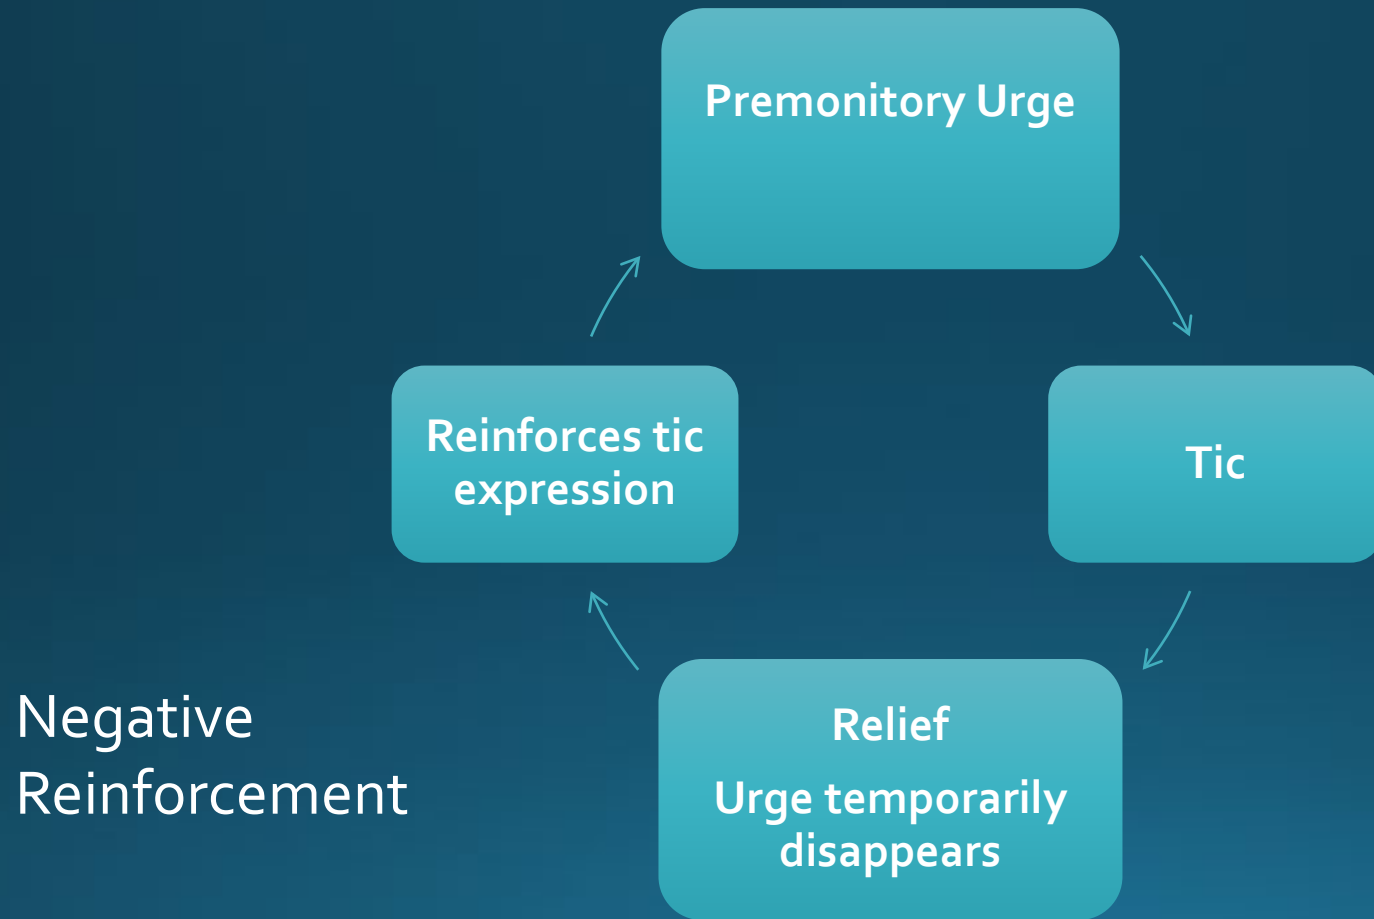 Premonitory Urge
Reinforces tic
expression
Tic
Negative
Reinforcement
Relief
Urge temporarily
disappears